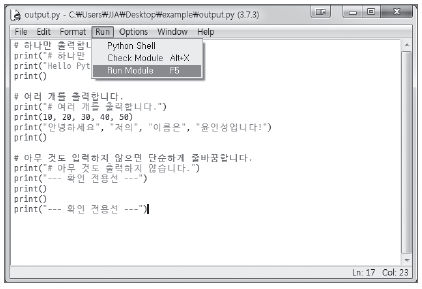 output.py - C:₩Users₩JIA₩Desktop₩example₩output.py (3.7.3)
File Edit Format Run Options Window Help
Python Shell
Check Module Alt+X
Run Module F5
# 하나만 출력합니
print("# 하나만
print("Hello Pyt
print()
# 여러 개를 출력합니다.
print("# 여러 개를 출력합니다.")
print(10, 20, 30, 40, 50)
print("안녕하세요", "저의", "이름은", "윤인성입니다!")
print()
# 아무 것도 입력하지 않으면 단순하게 줄바꿈합니다.
print("# 아무 것도 출력하지 않습니다.")
print("--- 확인 전용선 ---")
print()
print()
print("--- 확인 전용선 ---")
Ln: 17 Col: 23